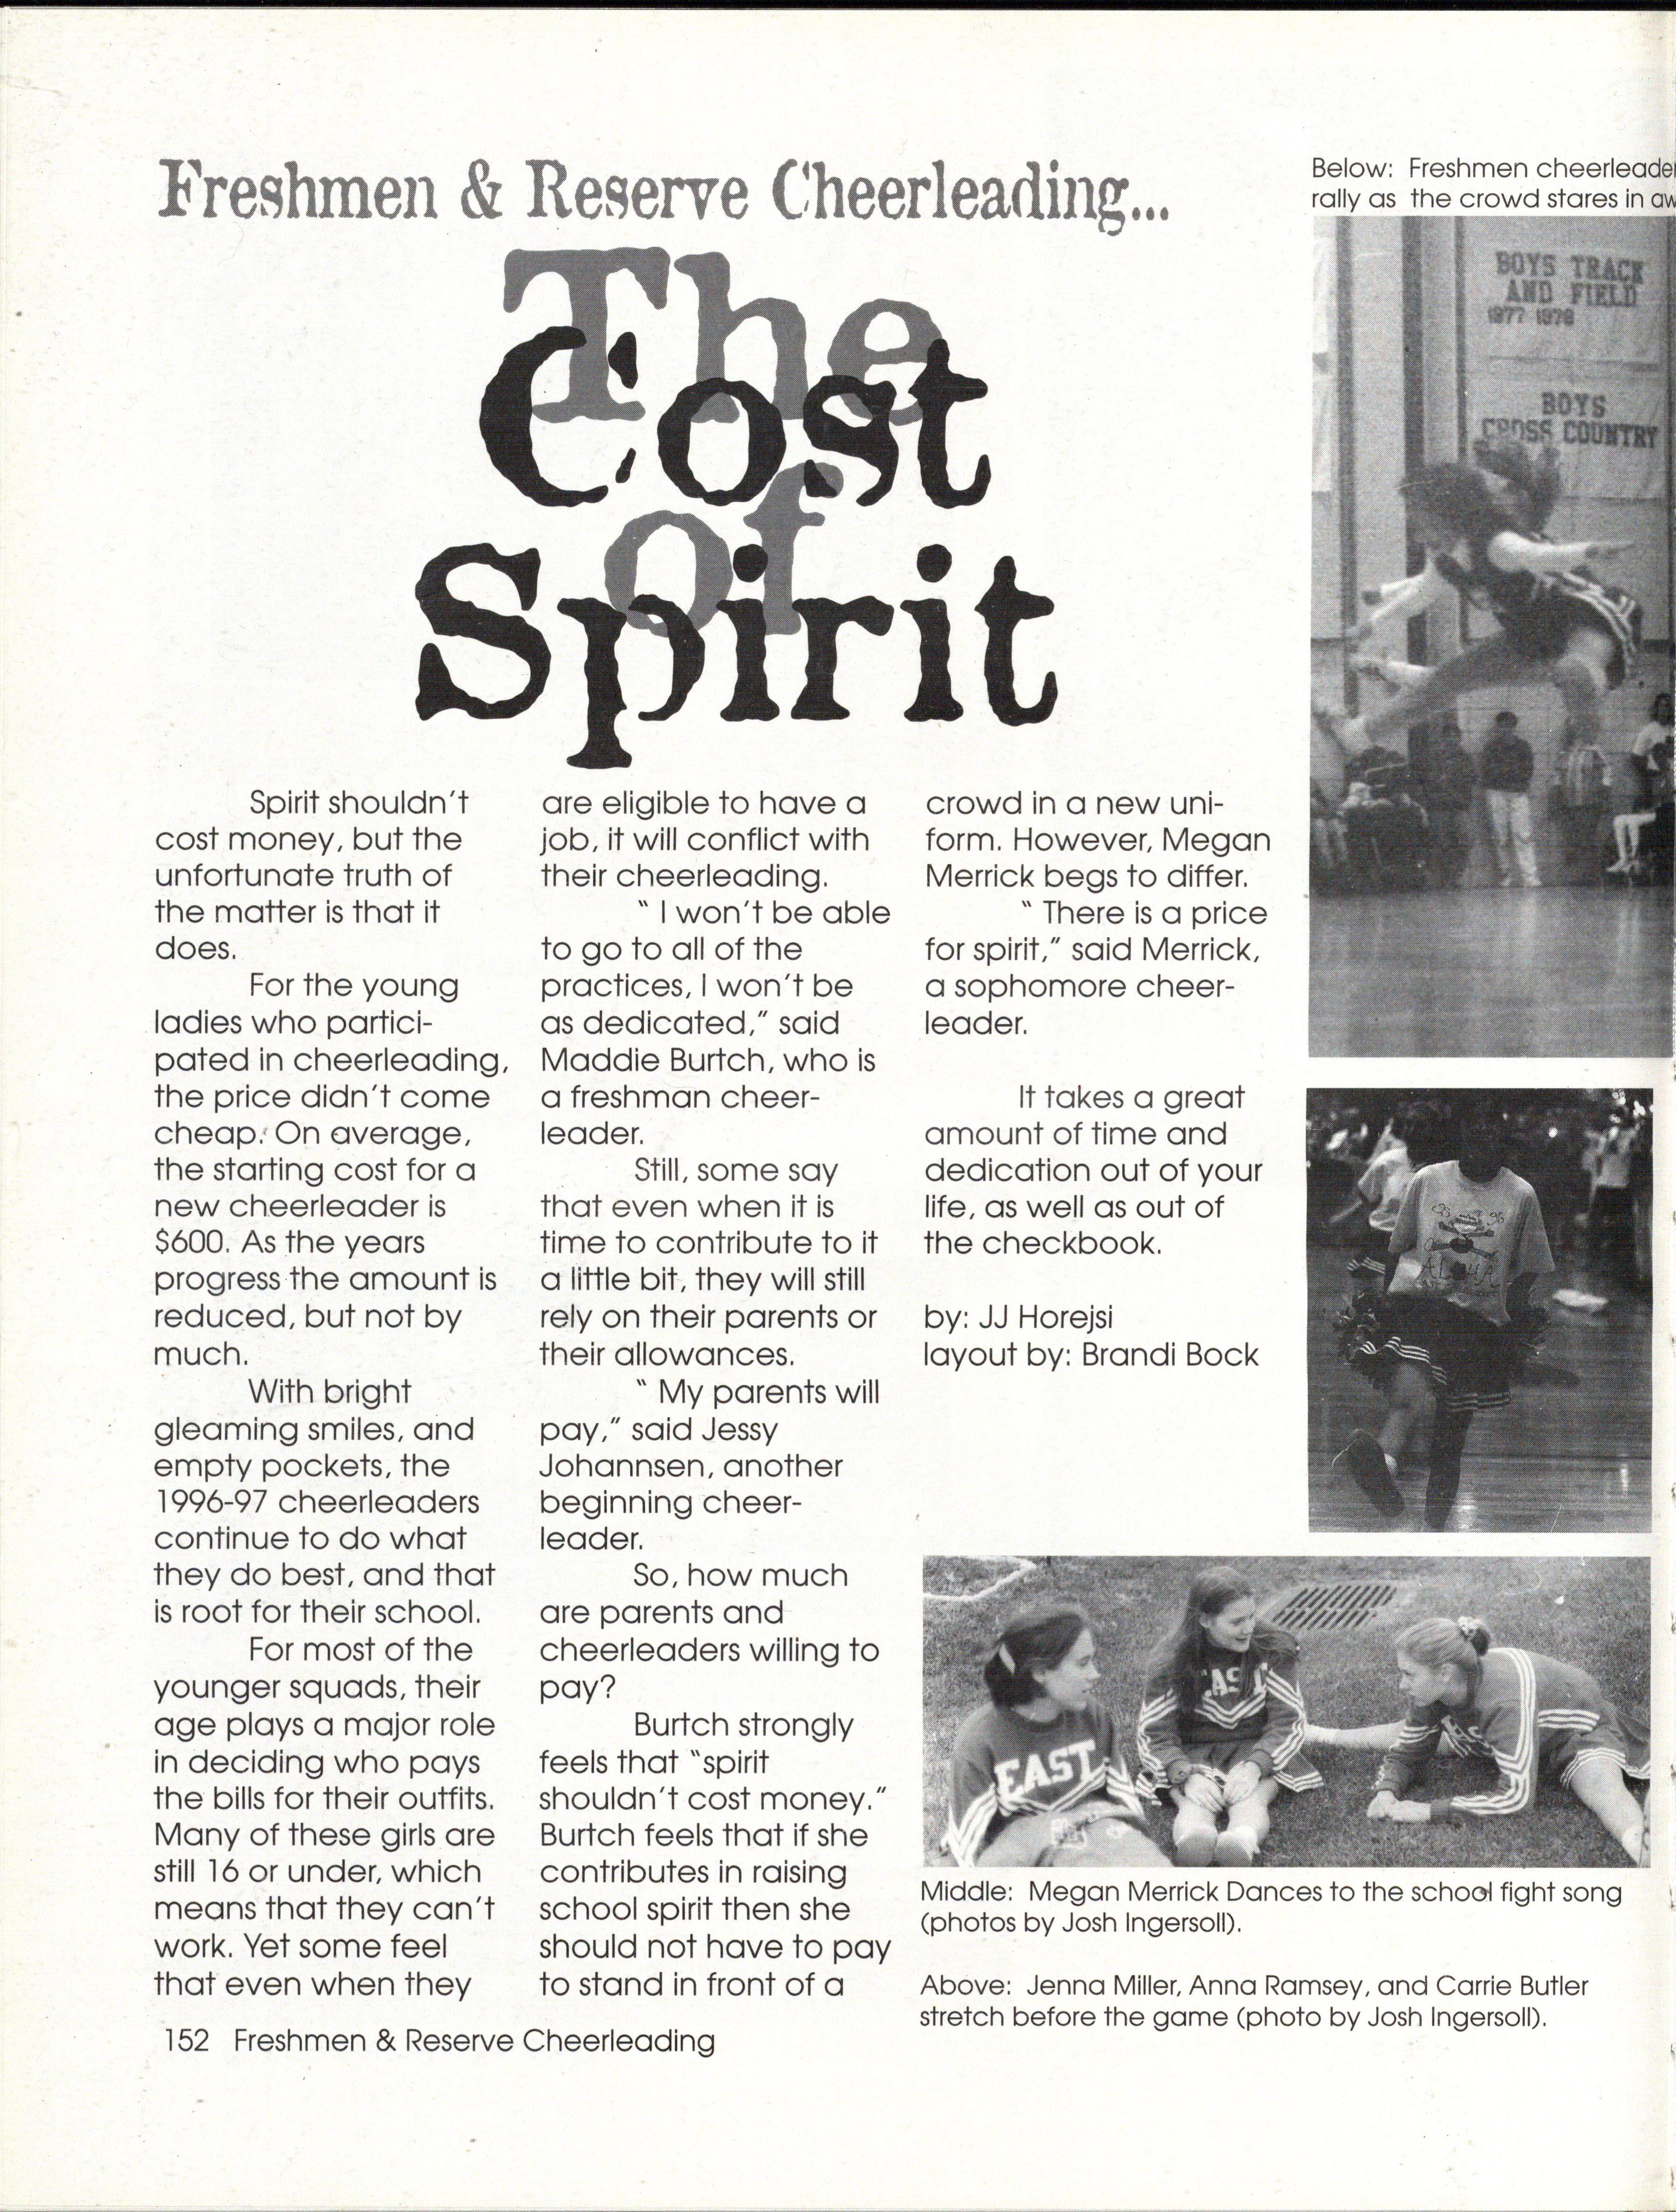 Freshmen & Reserve Cheerleading...
The
Cost
of
Spirit
Spirit shouldn't
cost money, but the
unfortunate truth of
the matter is that it
does.
For the young
ladies who partici-
pated in cheerleading,
the price didn't come
cheap. On average,
the starting cost for a
new cheerleader is
$600. As the years
progress the amount is
reduced, but not by
much.
With bright
gleaming smiles, and
empty pockets, the
1996-97 cheerleaders
continue to do what
they do best, and that
is root for their school.
For most of the
younger squads, their
age plays a major role
in deciding who pays
the bills for their outfits.
Many of these girls are
still 16 or under, which
means that they can't
work. Yet some feel
that even when they
are eligible to have a
job, it will conflict with
their cheerleading.
" I won't be able
to go to all of the
practices, I won't be
as dedicated," said
Maddie Burtch, who is
a freshman cheer-
leader.
Still, some say
that even when it is
time to contribute to it
a little bit, they will still
rely on their parents or
their allowances.
" My parents will
pay," said Jessy
Johannsen, another
beginning cheer-
leader.
So, how much
are parents and
cheerleaders willing to
pay?
Burtch strongly
feels that "spirit
shouldn't cost money."
Burtch feels that if she
contributes in raising
school spirit then she
should not have to pay
to stand in front of a
crowd in a new uni-
form. However, Megan
Merrick begs to differ.
" There is a price
for spirit," said Merrick,
a sophomore cheer-
leader.
It takes a great
amount of time and
dedication out of your
life, as well as out of
the checkbook.
by: JJ Horejsi
layout by: Brandi Bock
Below: Freshmen cheerleader
rally as the crowd stares in aw
BOYS TRACK
AND FIELD
1977 1978
BOYS
CROSS COUNTRY
ALOHA
EAST
EAST
Middle: Megan Merrick Dances to the school fight song
(photos by Josh Ingersoll).
Above: Jenna Miller, Anna Ramsey, and Carrie Butler
stretch before the game (photo by Josh Ingersoll).
152 Freshmen & Reserve Cheerleading